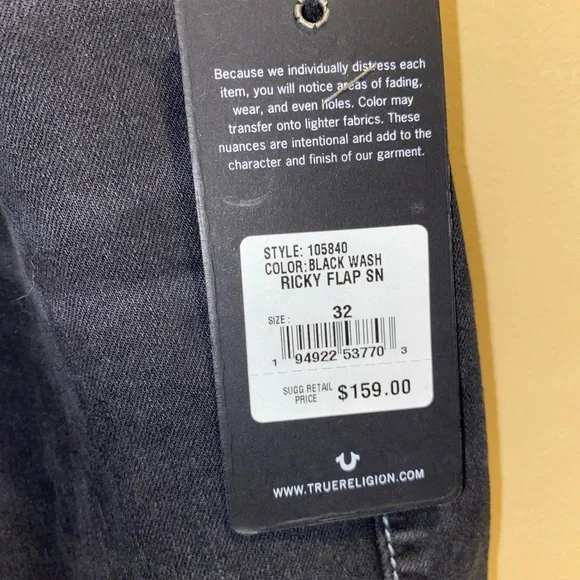 Because we individually distress each
item, you will notice areas of fading,
wear, and even holes. Color may
transfer onto lighter fabrics. These
nuances are intentional and add to the
character and finish of our garment.
STYLE: 105840
COLOR:BLACK WASH
RICKY FLAP SN
SIZE: 32
1 94922 53770 3
SUGG RETAIL
PRICE $159.00
WWW.TRUERELIGION.COM